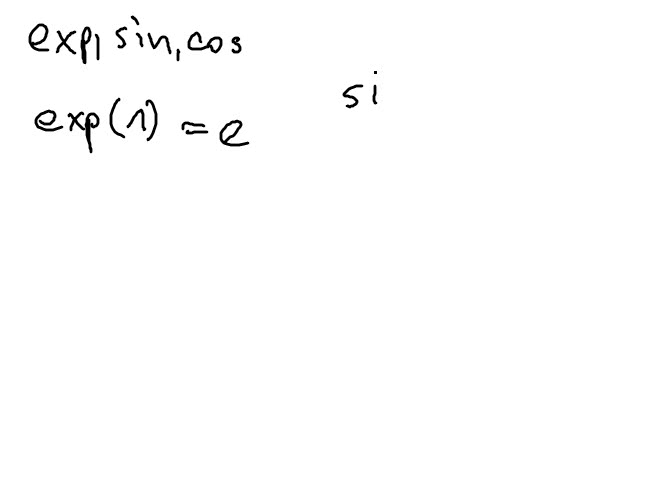 exp, sin, cos
si
exp(1) = e